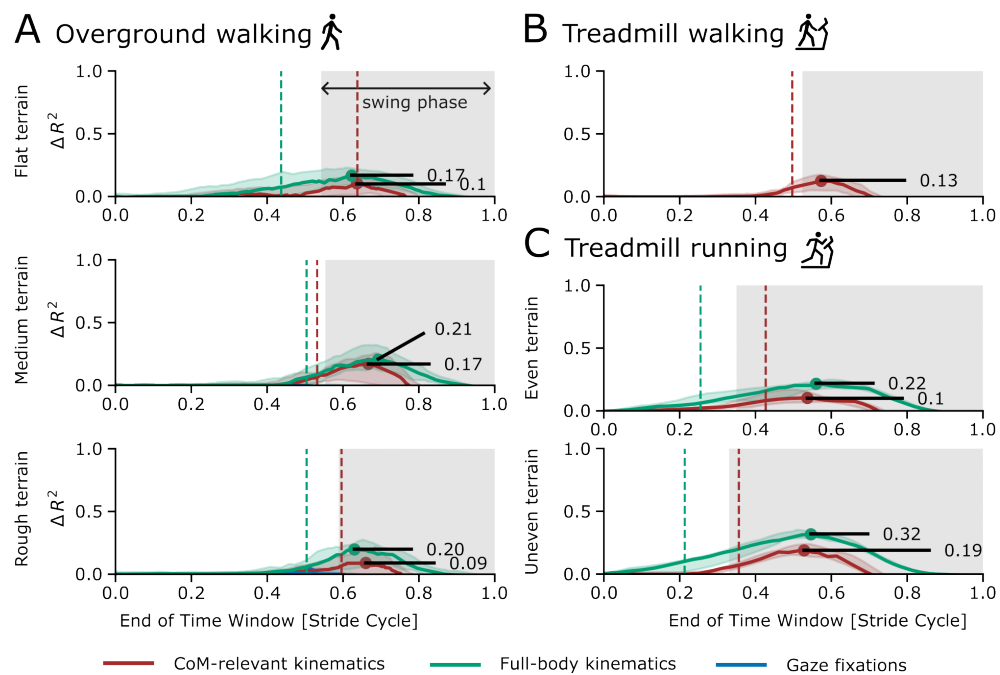 A Overground walking
B Treadmill walking
Flat terrain
ΔR²
1.0
0.5
0.0
swing phase
0.17
0.1
0.0 0.2 0.4 0.6 0.8 1.0
1.0
0.5
0.0
0.13
0.0 0.2 0.4 0.6 0.8 1.0
C Treadmill running
Medium terrain
ΔR²
1.0
0.5
0.0
0.21
0.17
0.0 0.2 0.4 0.6 0.8 1.0
Even terrain
1.0
0.5
0.0
0.22
0.1
0.0 0.2 0.4 0.6 0.8 1.0
Rough terrain
ΔR²
1.0
0.5
0.0
0.20
0.09
0.0 0.2 0.4 0.6 0.8 1.0
End of Time Window [Stride Cycle]
Uneven terrain
1.0
0.5
0.0
0.32
0.19
0.0 0.2 0.4 0.6 0.8 1.0
End of Time Window [Stride Cycle]
CoM-relevant kinematics Full-body kinematics Gaze fixations